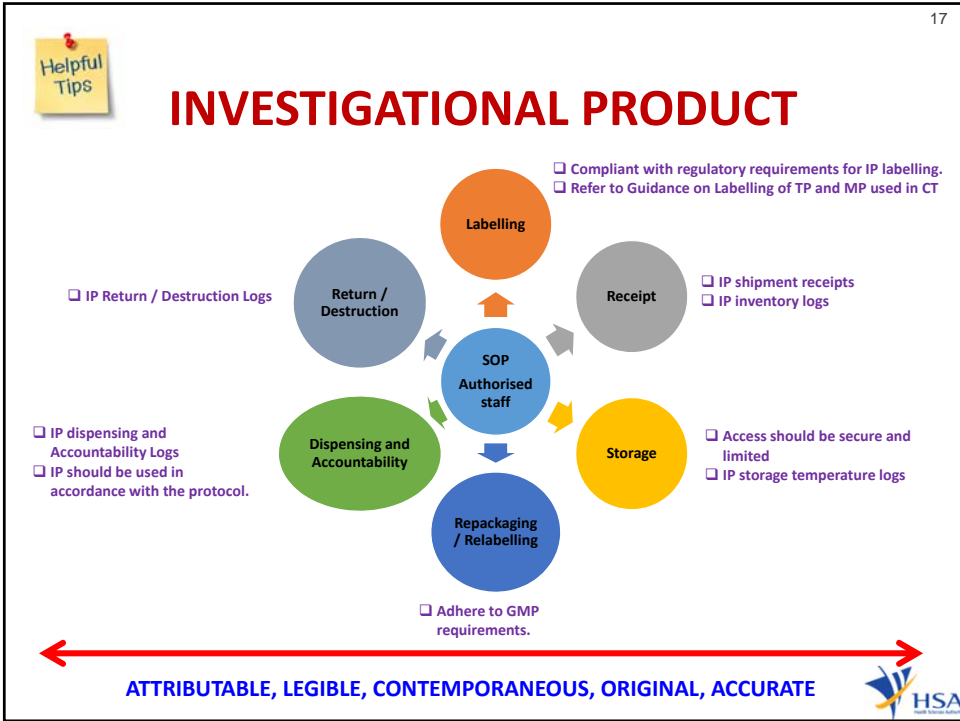 17
Helpful
Tips
INVESTIGATIONAL PRODUCT
❑ Compliant with regulatory requirements for IP labelling.
❑ Refer to Guidance on Labelling of TP and MP used in CT
Labelling
❑ IP Return / Destruction Logs
Return /
Destruction
Receipt
❑ IP shipment receipts
❑ IP inventory logs
SOP
Authorised
staff
❑ IP dispensing and
Accountability Logs
❑ IP should be used in
accordance with the protocol.
Dispensing and
Accountability
Storage
❑ Access should be secure and
limited
❑ IP storage temperature logs
Repackaging
/ Relabelling
❑ Adhere to GMP
requirements.
ATTRIBUTABLE, LEGIBLE, CONTEMPORANEOUS, ORIGINAL, ACCURATE
HSA